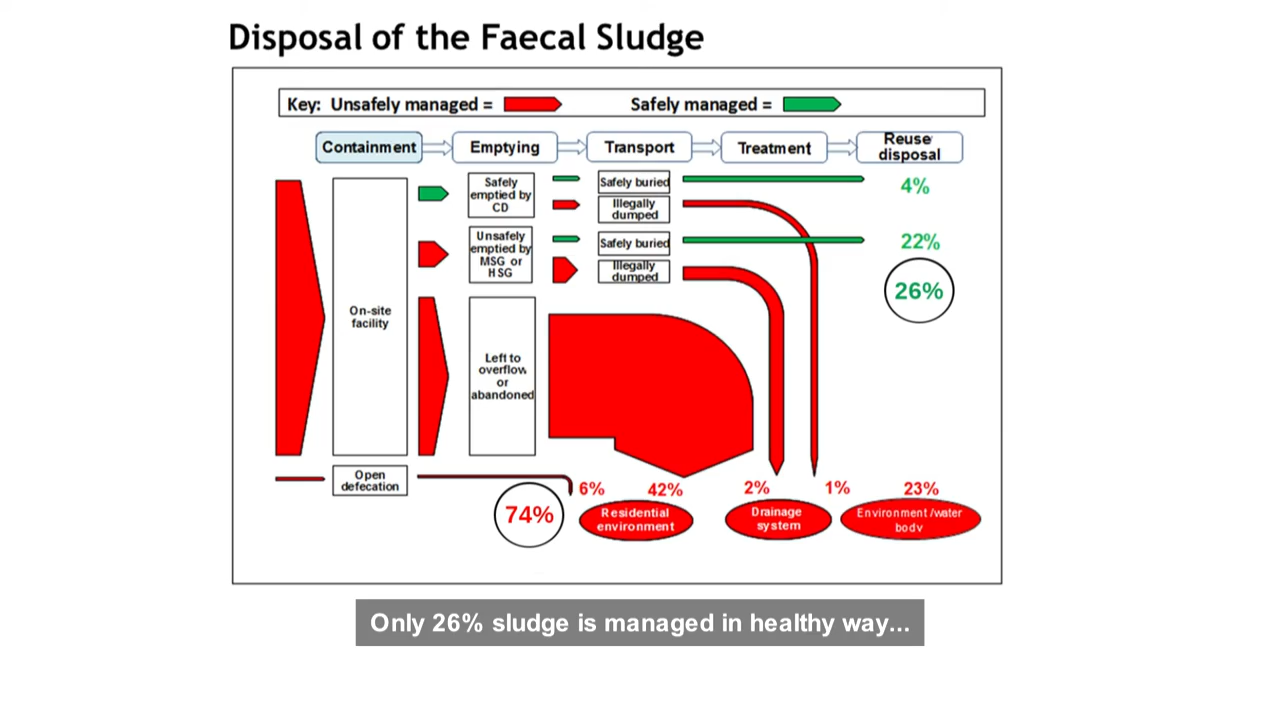 Disposal of the Faecal Sludge
Key: Unsafely managed =
Safely managed =
Containment
Emptying
Transport
Treatment
Reuse
disposal
Safely
emptied by
CD
Safely buried
4%
Illegally
dumped
Unsafely
emptied by
MSG or
HSG
Safely buried
22%
Illegally
dumped
26%
On-site
facility
Left to
overflow
or
abandoned
Open
defecation
74%
6%
42%
2%
1%
23%
Residential
environment
Drainage
system
Environment /water
body
Only 26% sludge is managed in healthy way...